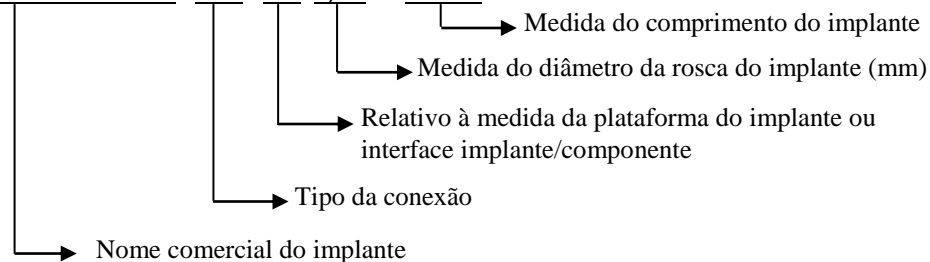 Medida do comprimento do implante
Medida do diâmetro da rosca do implante (mm)
Relativo à medida da plataforma do implante ou
interface implante/componente
Tipo da conexão
Nome comercial do implante